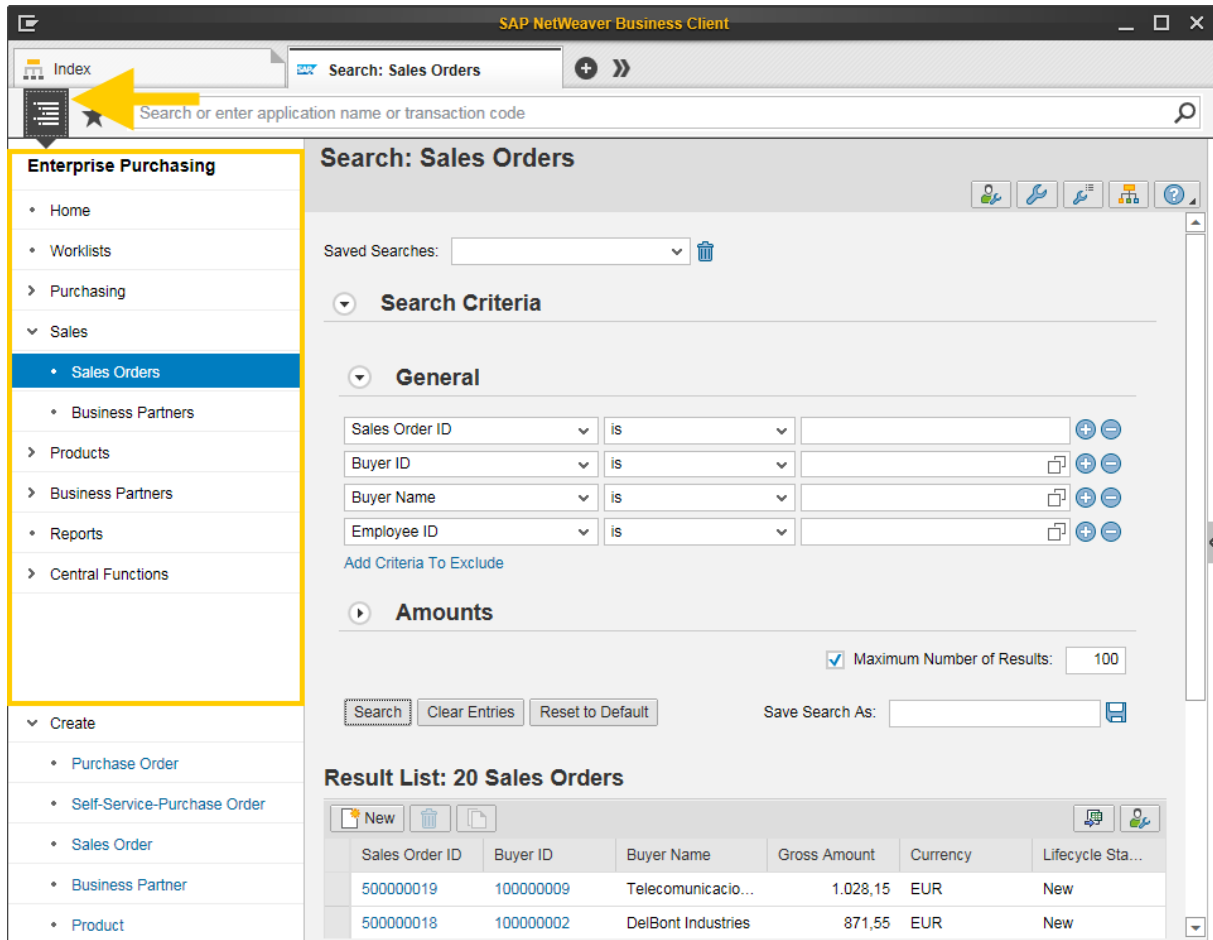 SAP NetWeaver Business Client
Index
SAP Search: Sales Orders
Search or enter application name or transaction code
Enterprise Purchasing
Home
Worklists
Purchasing
Sales
Sales Orders
Business Partners
Products
Business Partners
Reports
Central Functions
Create
Purchase Order
Self-Service-Purchase Order
Sales Order
Business Partner
Product
Search: Sales Orders
Saved Searches:
Search Criteria
General
Sales Order ID is
Buyer ID is
Buyer Name is
Employee ID is
Add Criteria To Exclude
Amounts
Maximum Number of Results: 100
Search Clear Entries Reset to Default Save Search As:
Result List: 20 Sales Orders
New
Sales Order ID Buyer ID Buyer Name Gross Amount Currency Lifecycle Sta...
500000019 100000009 Telecomunicacio... 1.028,15 EUR New
500000018 100000002 DelBont Industries 871,55 EUR New